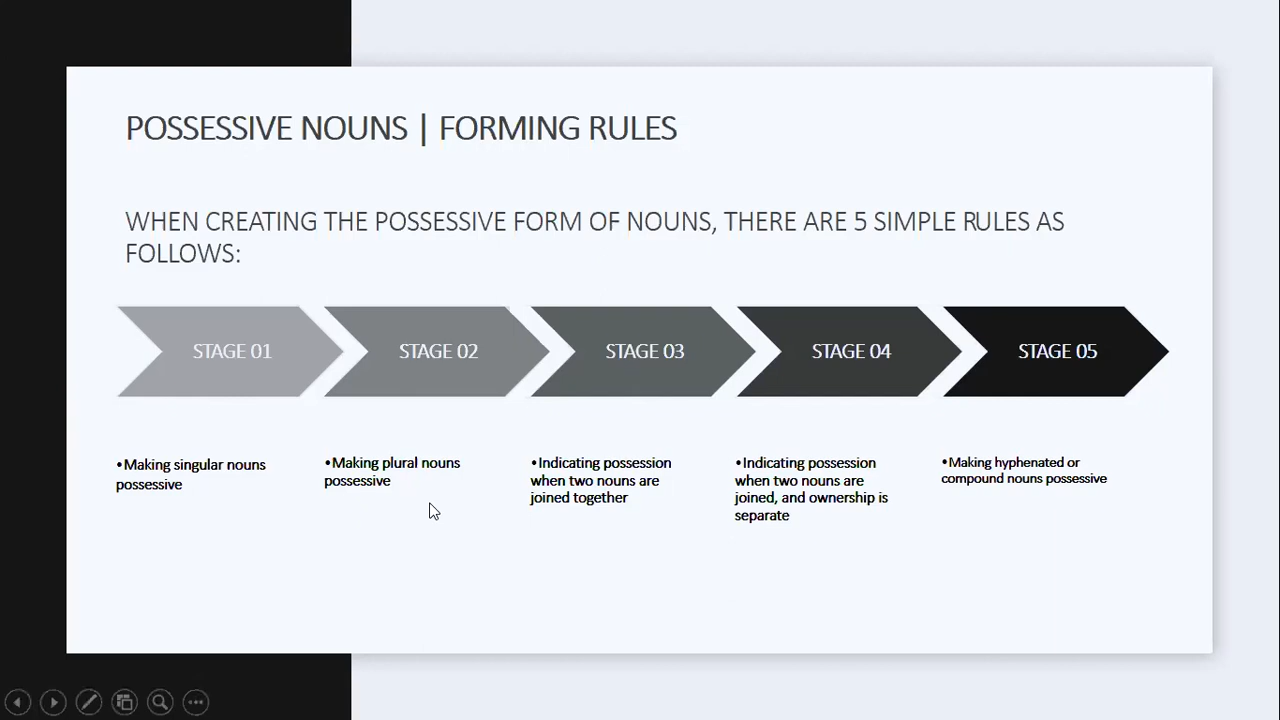 POSSESSIVE NOUNS | FORMING RULES
WHEN CREATING THE POSSESSIVE FORM OF NOUNS, THERE ARE 5 SIMPLE RULES AS
FOLLOWS:
STAGE 01
STAGE 02
STAGE 03
STAGE 04
STAGE 05
•Making singular nouns
possessive
•Making plural nouns
possessive
•Indicating possession
when two nouns are
joined together
•Indicating possession
when two nouns are
joined, and ownership is
separate
•Making hyphenated or
compound nouns possessive